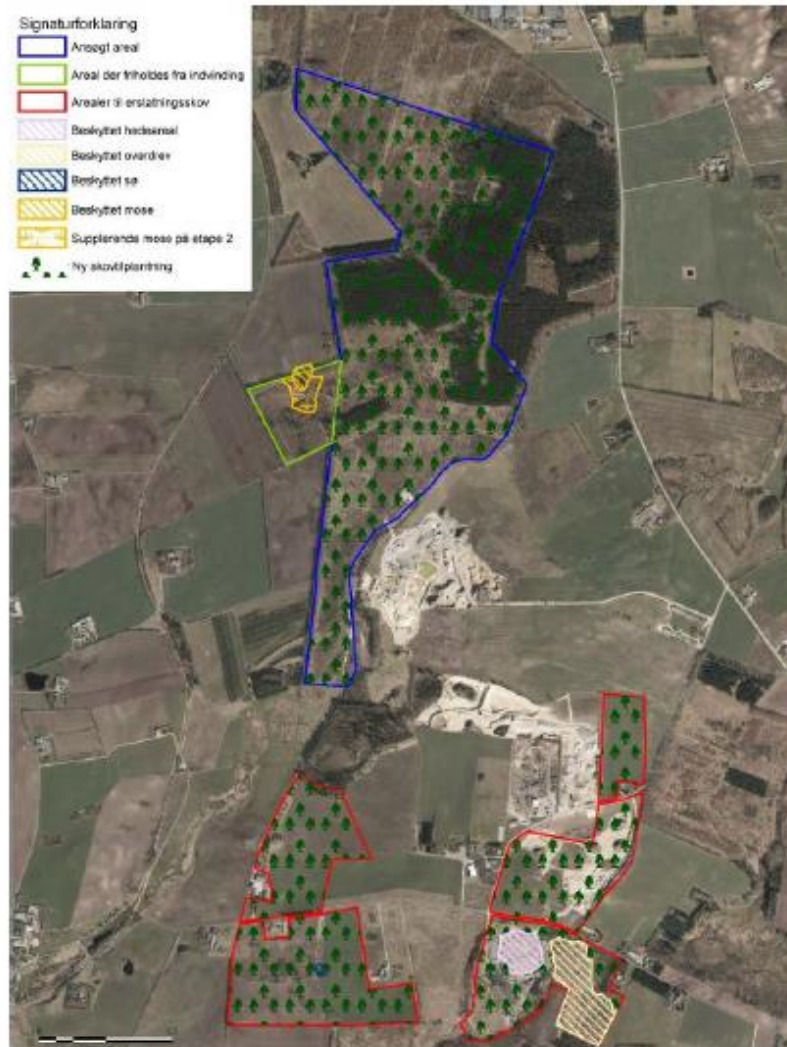 Signaturforklaring
Ansøgt areal
Areal der friholdes fra indvinding
Arealer til erstatningsskov
Beskyttet hedeareal
Beskyttet overdrev
Beskyttet sø
Beskyttet mose
Supplerende mose på etape 2
Ny skovtilplantning